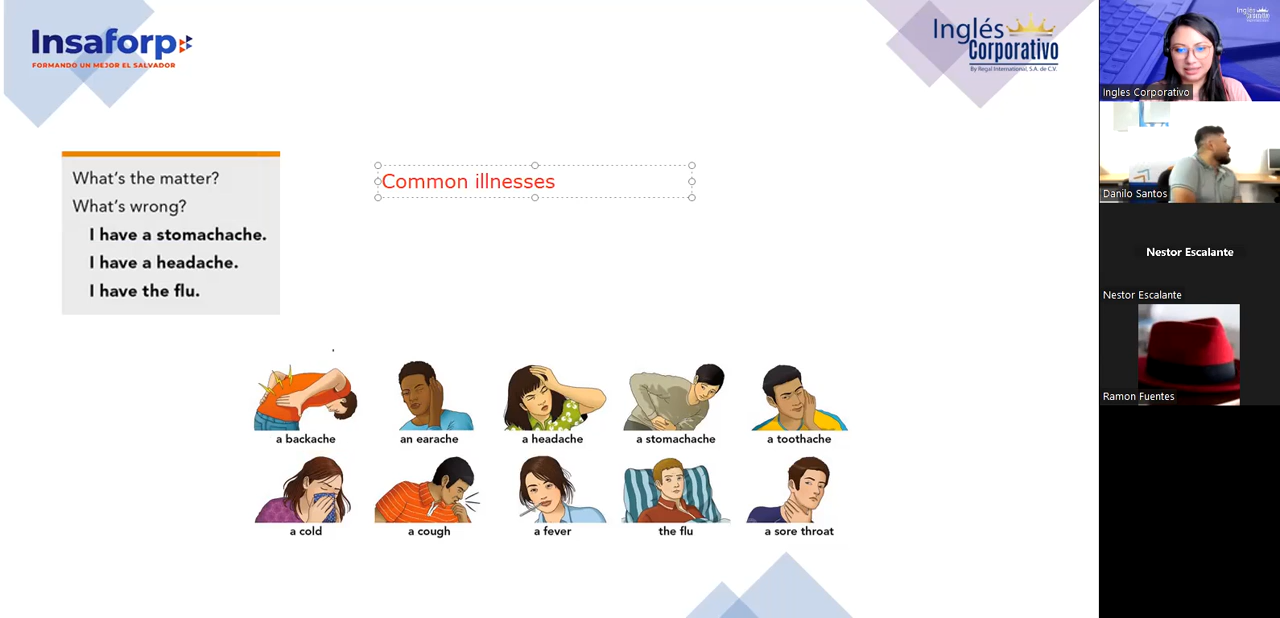 Insaforp
FORMANDO UN MEJOR EL SALVADOR
Inglés
Corporativo
By Regal International, S.A. de C.V.
What's the matter?
What's wrong?
I have a stomachache.
I have a headache.
I have the flu.
Common illnesses
a backache
an earache
a headache
a stomachache
a toothache
a cold
a cough
a fever
the flu
a sore throat
Ingles Corporativo
Danilo Santos
Nestor Escalante
Nestor Escalante
Ramon Fuentes